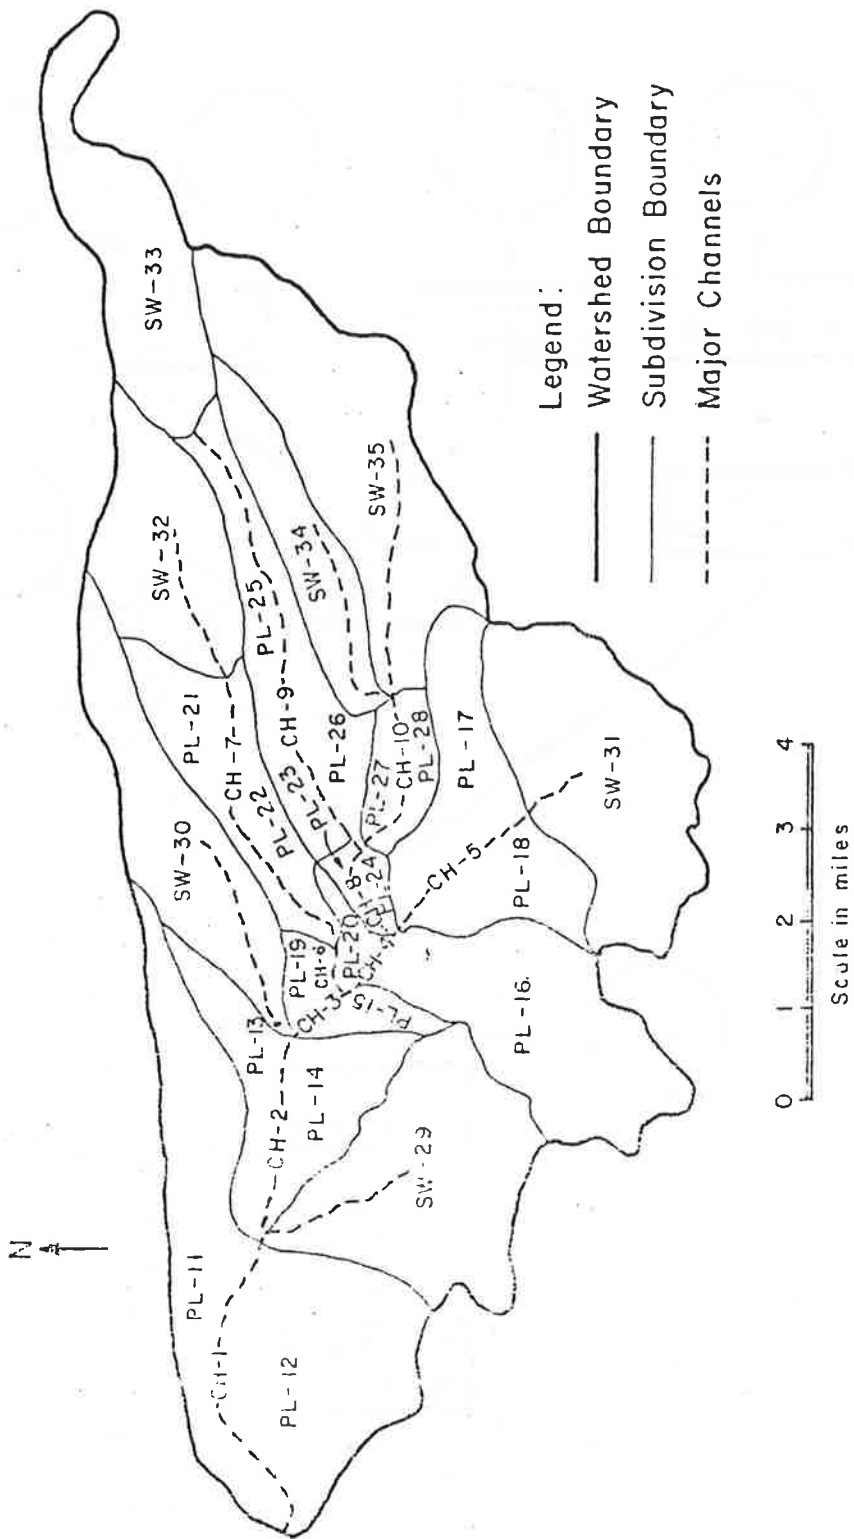 N
SW-33
SW-32
SW-35
SW-34
PL-25
PL-21
CH-7
CH-9
PL-26
SW-30
PL-22
PL-23
PL-27
CH-10
PL-28
PL-17
SW-31
CH-8
CH-5
PL-18
PL-19
CH-6
PL-20
CH-3
PL-15
PL-16
PL-13
CH-2
PL-14
SW-29
PL-11
CH-1
PL-12
Legend:
Watershed Boundary
Subdivision Boundary
Major Channels
0 1 2 3 4
Scale in miles